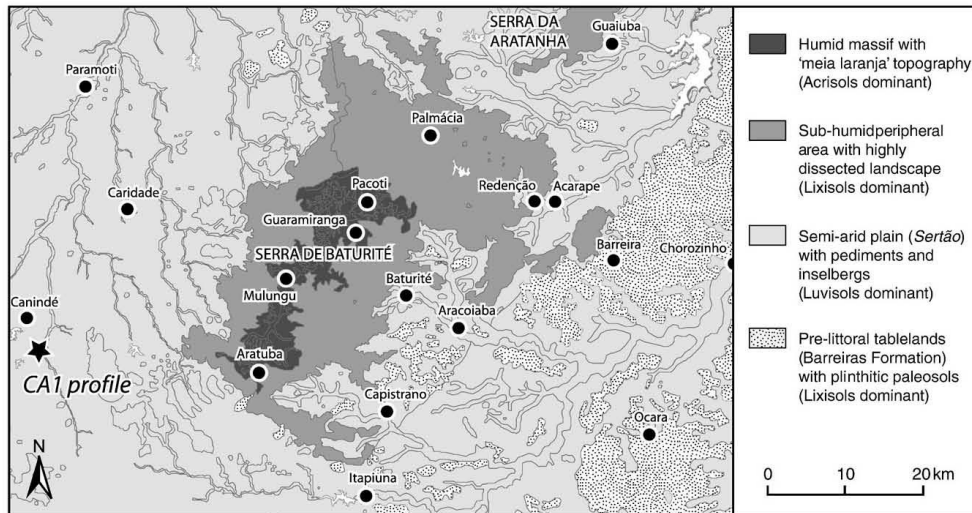 SERRA DA
ARATANHA
Guaiuba
Paramoti
Palmácia
Caridade
Pacoti
Redenção
Acarape
Guaramiranga
SERRA DE BATURITÉ
Barreira
Chorozinho
Mulungu
Baturité
Canindé
Aracoiaba
CA1 profile
Aratuba
Capistrano
Ocara
Itapiuna
N
Humid massif with
‘meia laranja’ topography
(Acrisols dominant)
Sub-humidperipheral
area with highly
dissected landscape
(Lixisols dominant)
Semi-arid plain (Sertão)
with pediments and
inselbergs
(Luvisols dominant)
Pre-littoral tablelands
(Barreiras Formation)
with plinthitic paleosols
(Lixisols dominant)
0 10 20 km